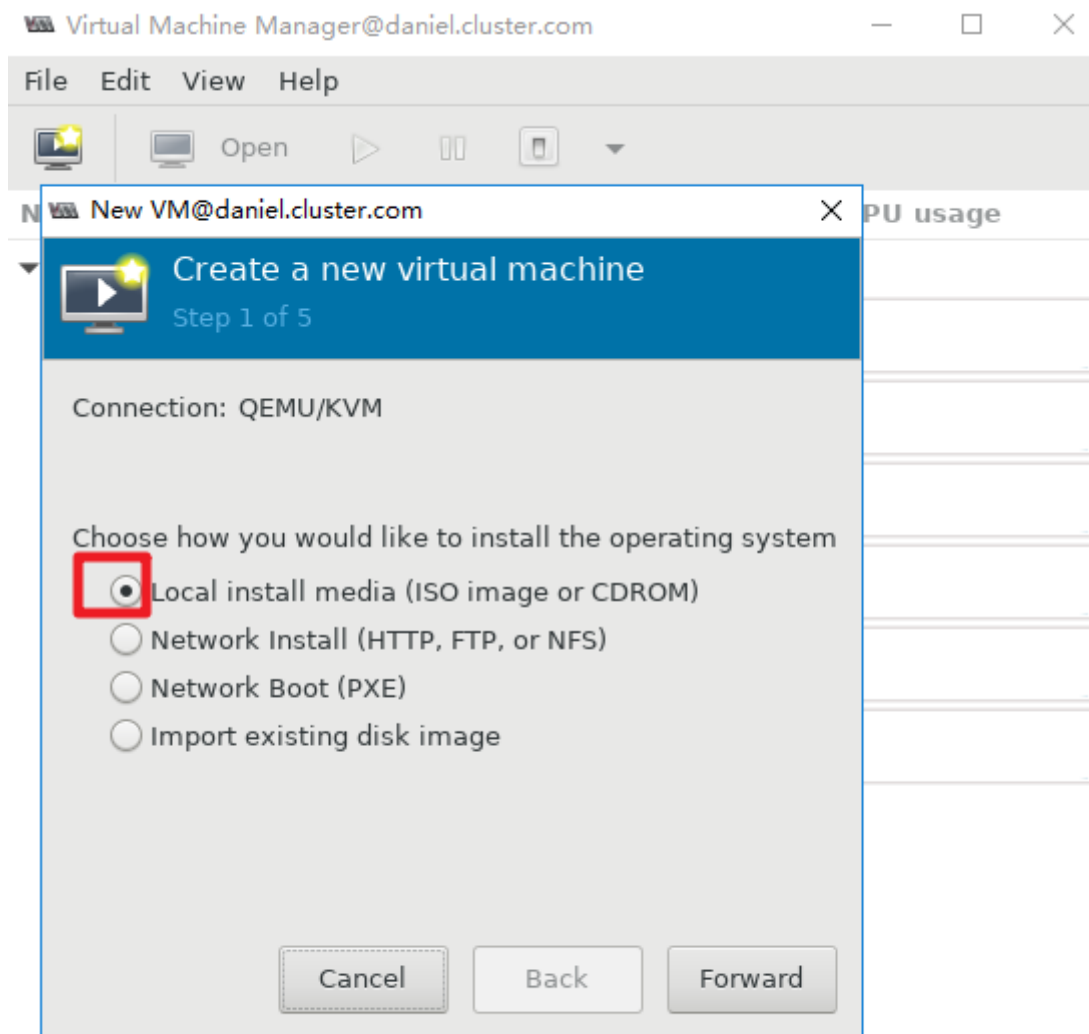 Virtual Machine Manager@daniel.cluster.com
File Edit View Help
Open
New VM@daniel.cluster.com
PU usage
Create a new virtual machine
Step 1 of 5
Connection: QEMU/KVM
Choose how you would like to install the operating system
Local install media (ISO image or CDROM)
Network Install (HTTP, FTP, or NFS)
Network Boot (PXE)
Import existing disk image
Cancel Back Forward